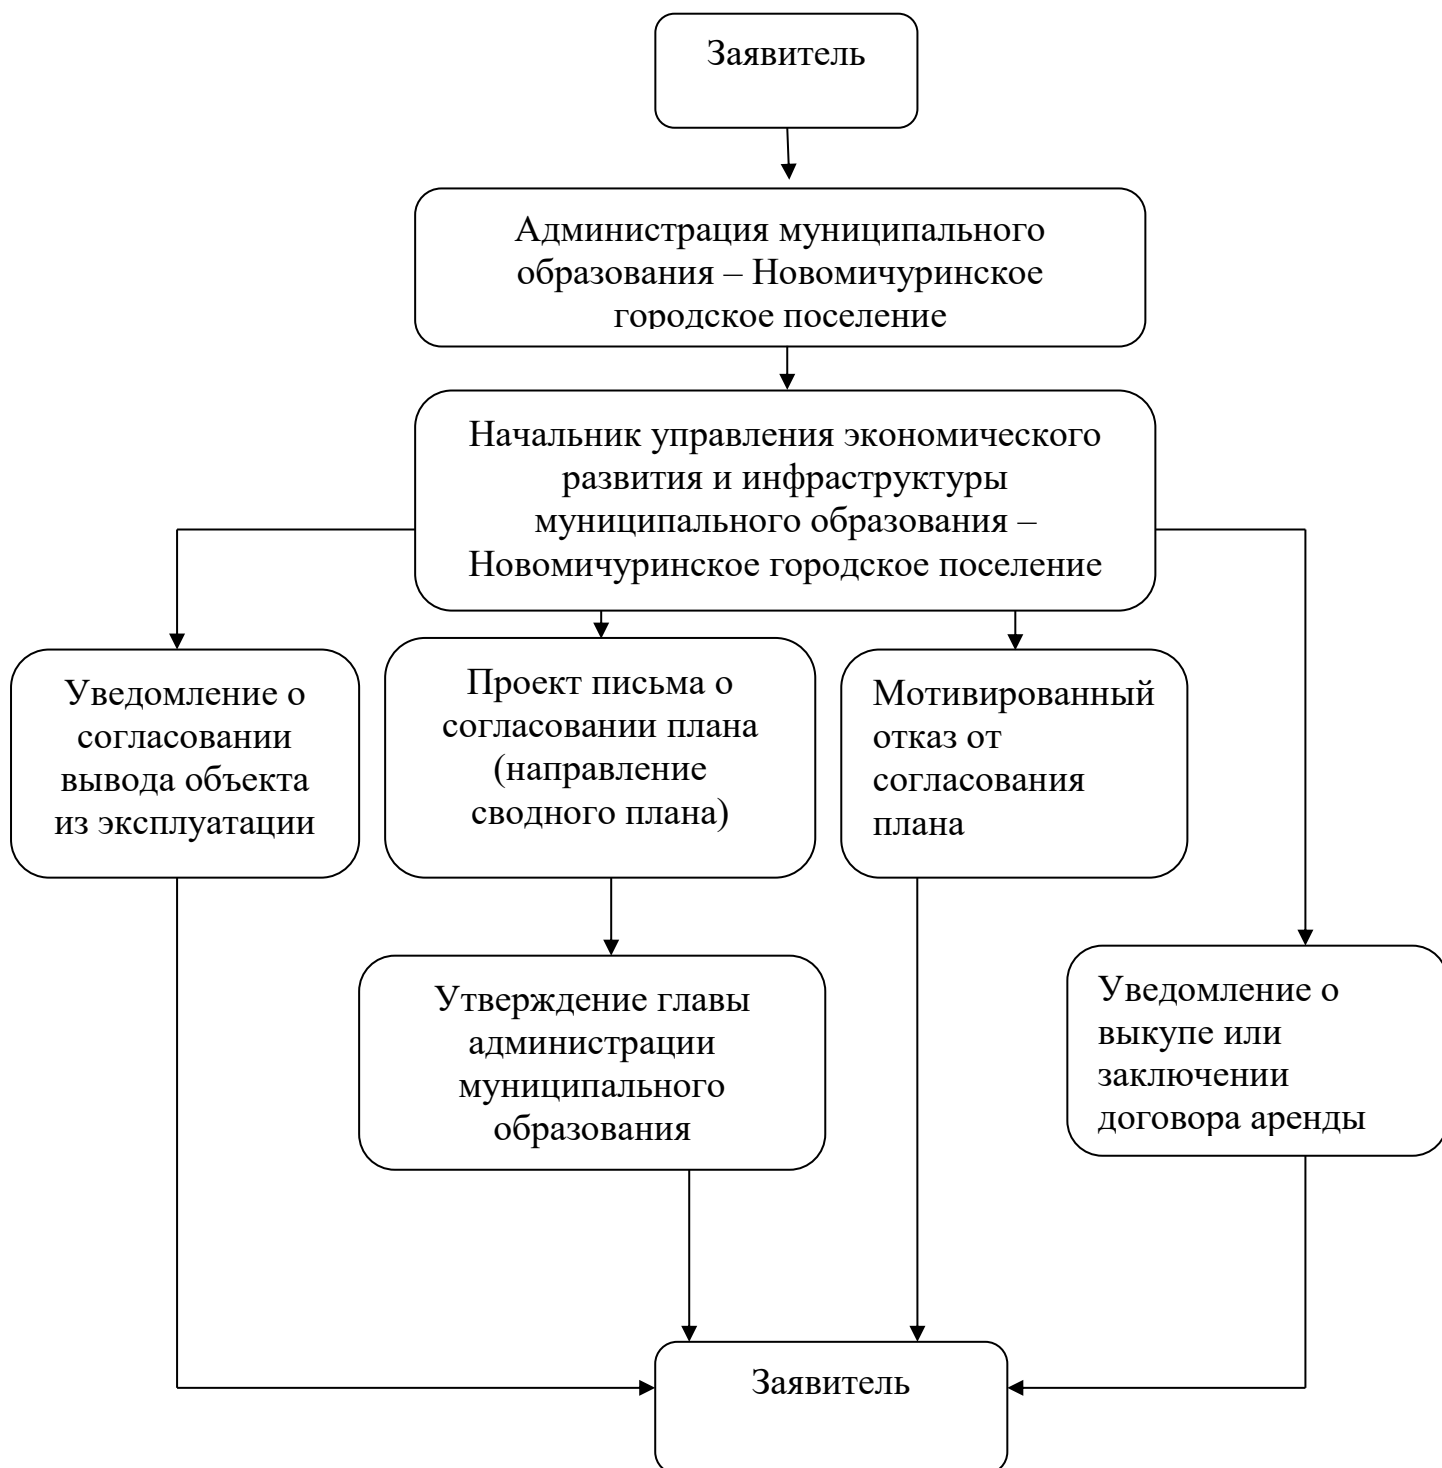 Заявитель
Администрация муниципального
образования – Новомичуринское
городское поселение
Начальник управления экономического
развития и инфраструктуры
муниципального образования –
Новомичуринское городское поселение
Уведомление о
согласовании
вывода объекта
из эксплуатации
Проект письма о
согласовании плана
(направление
сводного плана)
Мотивированный
отказ от
согласования
плана
Утверждение главы
администрации
муниципального
образования
Уведомление о
выкупе или
заключении
договора аренды
Заявитель